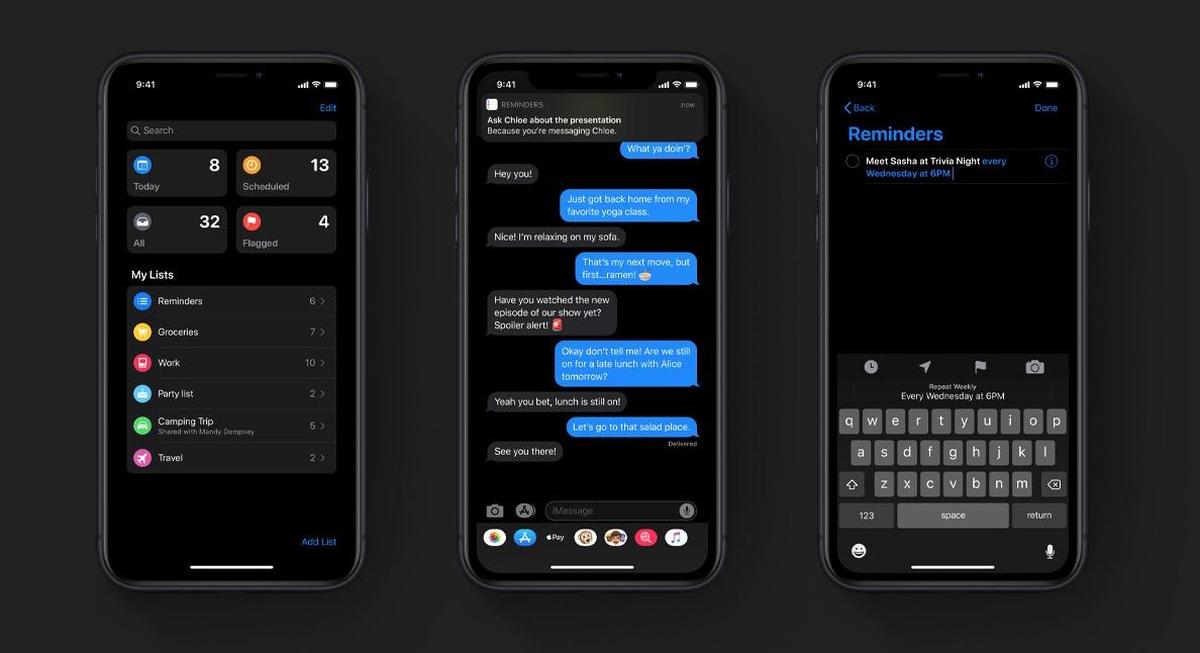 9:41
Edit
Search
8
13
Today
Scheduled
32
4
All
Flagged
My Lists
Reminders 6
Groceries 7
Work 10
Party list 2
Camping Trip 5
Shared with Mandy Dempsey
Travel 2
Add List
9:41
REMINDERS now
Ask Chloe about the presentation
Because you're messaging Chloe.
What ya doin'?
Hey you!
Just got back home from my
favorite yoga class.
Nice! I'm relaxing on my sofa.
That's my next move, but
first...ramen! 🍜
Have you watched the new
episode of our show yet?
Spoiler alert! 🚨
Okay don't tell me! Are we still
on for a late lunch with Alice
tomorrow?
Yeah you bet, lunch is still on!
Let's go to that salad place.
Delivered
See you there!
iMessage
Pay
9:41
Back Done
Reminders
Meet Sasha at Trivia Night every
Wednesday at 6PM
Repeat Weekly
Every Wednesday at 6PM
q w e r t y u i o p
a s d f g h j k l
z x c v b n m
123 space return